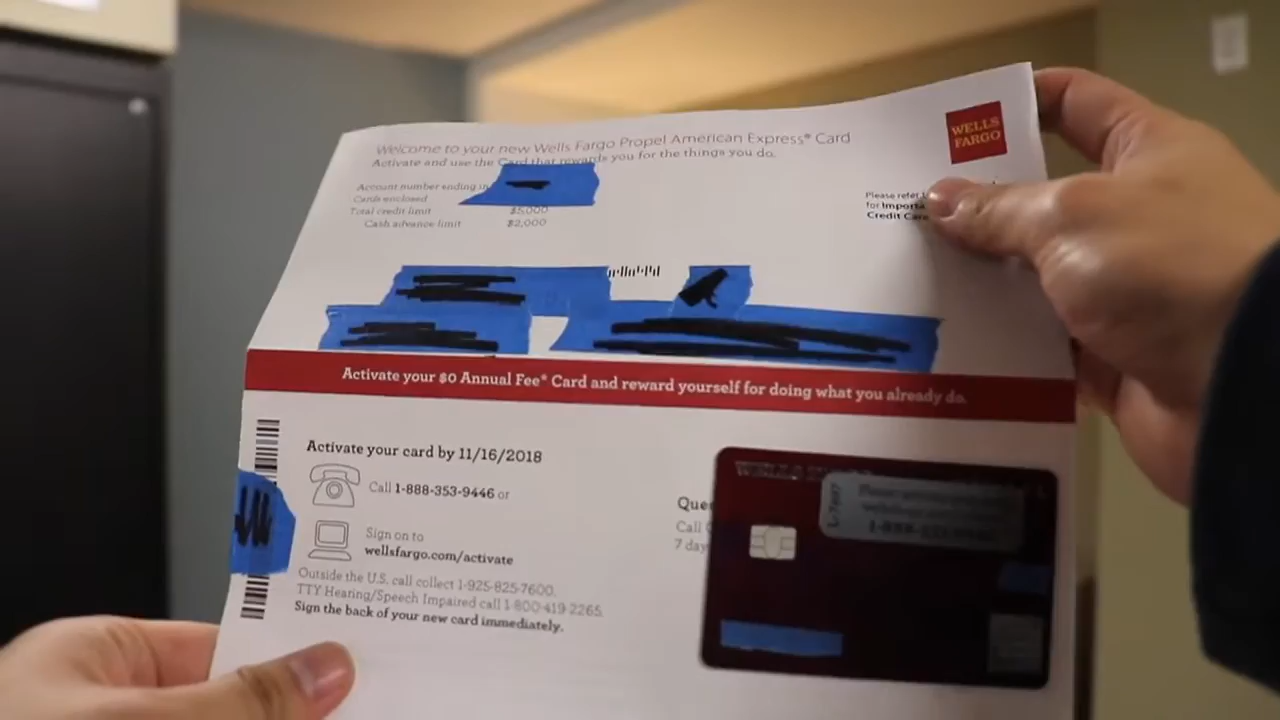 Welcome to your new Wells Fargo Propel American Express® Card
Activate and use the Card that rewards you for the things you do.
WELLS
FARGO
Account number ending in
Cards enclosed
Total credit limit $5,000
Cash advance limit $2,000
Please refer
for Importa
Credit Car
Activate your $0 Annual Fee* Card and reward yourself for doing what you already do.
Activate your card by 11/16/2018
Call 1-888-353-9446 or
Sign on to
wellsfargo.com/activate
Outside the U.S. call collect 1-925-825-7600.
TTY Hearing/Speech Impaired call 1-800-419-2265.
Sign the back of your new card immediately.
Ques
Call
7 day